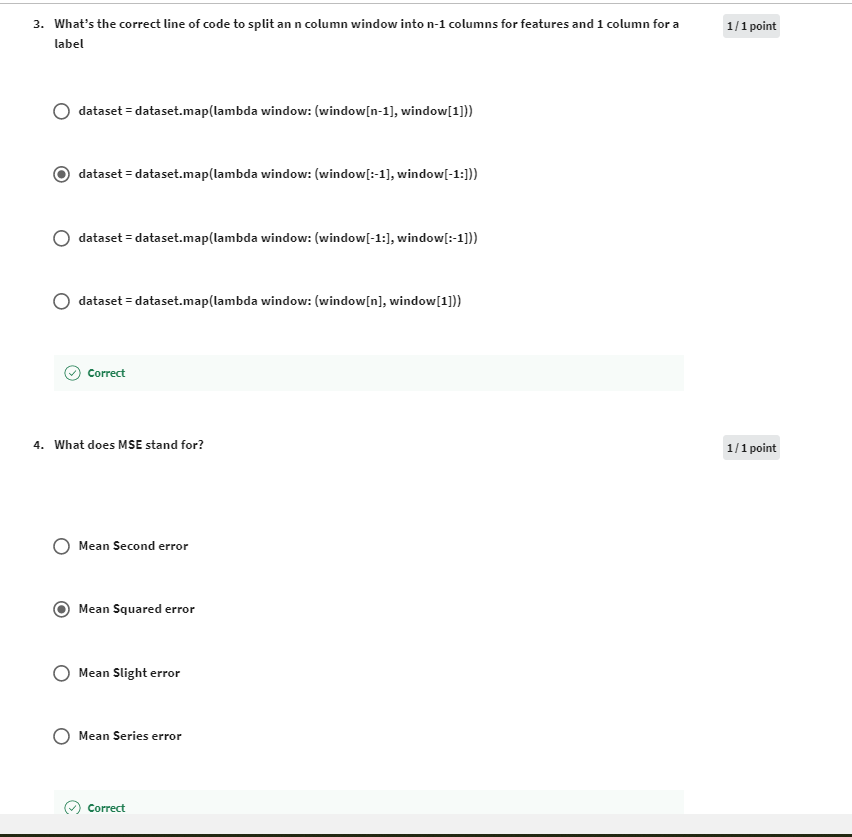 3. What's the correct line of code to split an n column window into n-1 columns for features and 1 column for a
label
1 / 1 point
dataset = dataset.map(lambda window: (window[n-1], window[1]))
dataset = dataset.map(lambda window: (window[:-1], window[-1:]))
dataset = dataset.map(lambda window: (window[-1:], window[:-1]))
dataset = dataset.map(lambda window: (window[n], window[1]))
Correct
4. What does MSE stand for?
1 / 1 point
Mean Second error
Mean Squared error
Mean Slight error
Mean Series error
Correct